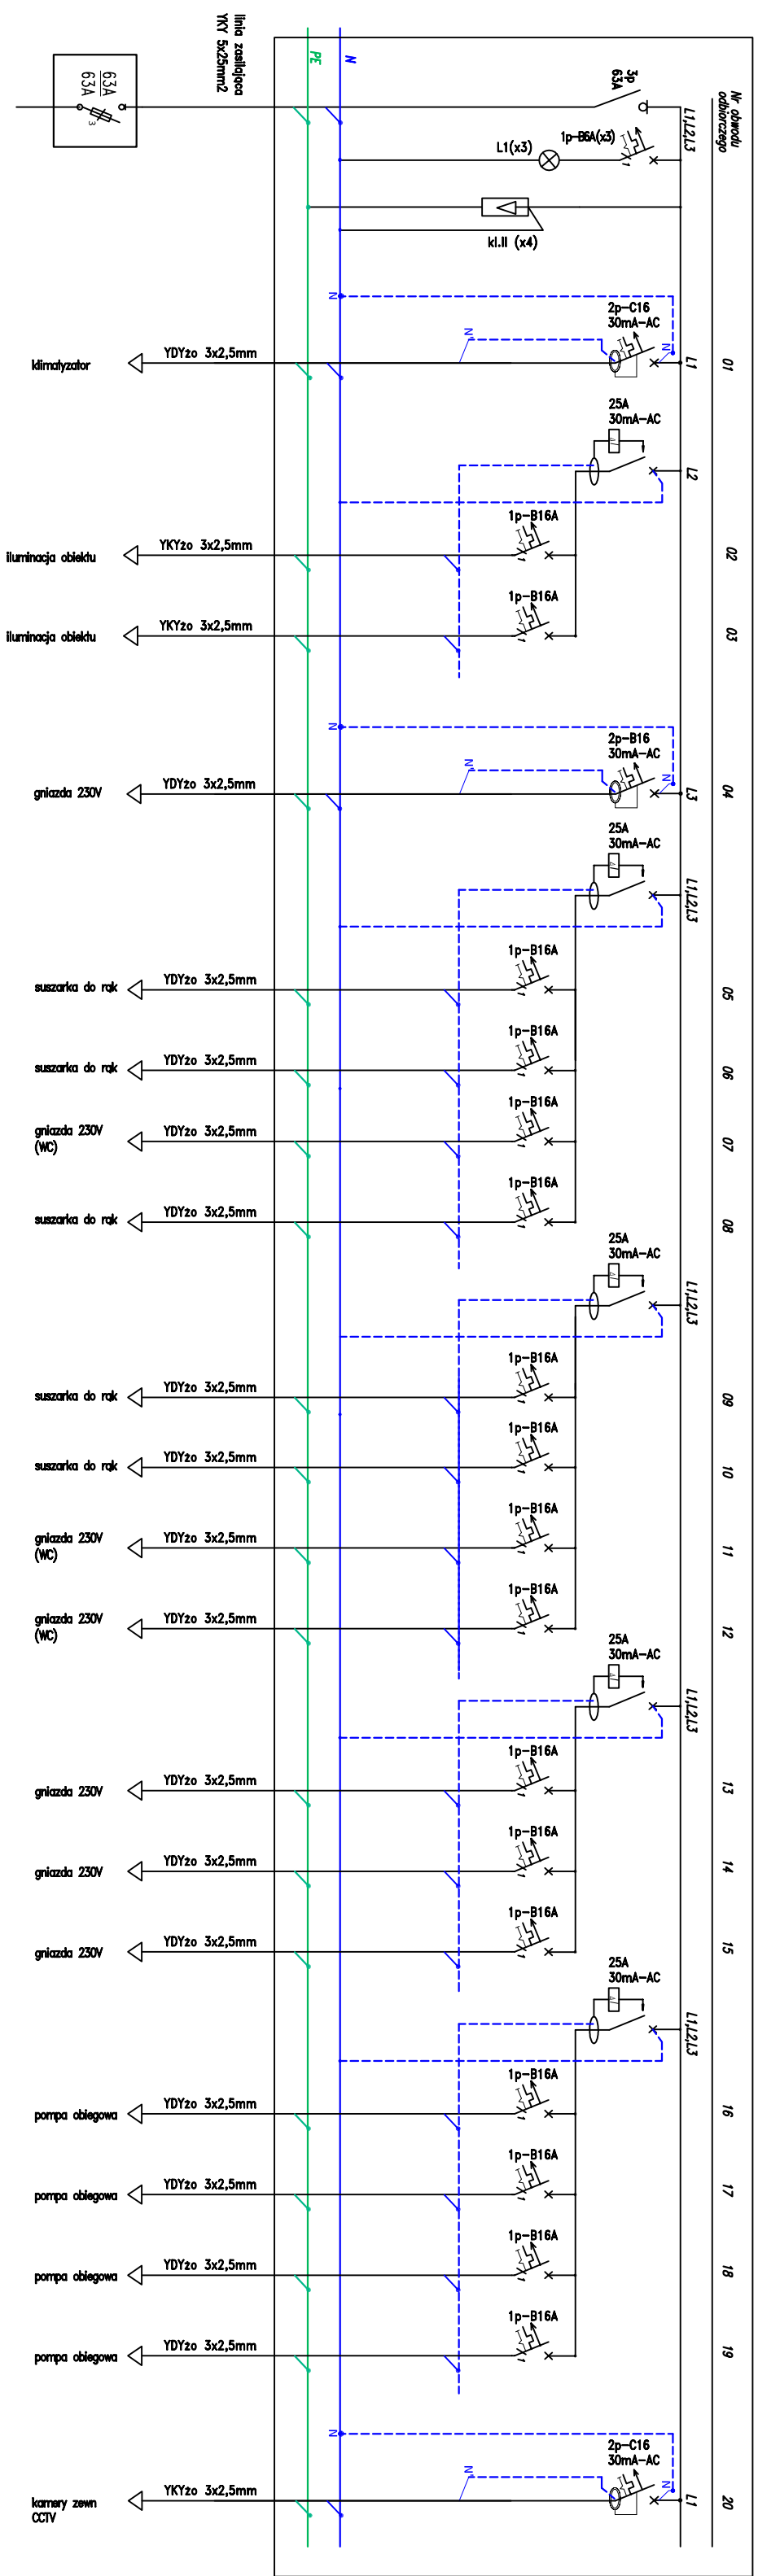 Nr obwodu
odbiorczego
linia zasilająca
YKY 5x25mm2
63A
63A
3
PE
N
3p
63A
L1,L2,L3
1p-B6A(x3)
L1(x3)
kl.II (x4)
N
2p-C16
30mA-AC
N
N
L1
01
YDYżo 3x2,5mm
klimatyzator
25A
30mA-AC
L2
1p-B16A
02
YKYżo 3x2,5mm
iluminacja obiektu
1p-B16A
03
YKYżo 3x2,5mm
iluminacja obiektu
N
2p-B16
30mA-AC
N
N
L3
04
YDYżo 3x2,5mm
gniazda 230V
25A
30mA-AC
L1,L2,L3
1p-B16A
05
YDYżo 3x2,5mm
suszarka do rąk
1p-B16A
06
YDYżo 3x2,5mm
suszarka do rąk
1p-B16A
07
YDYżo 3x2,5mm
gniazda 230V
(WC)
1p-B16A
08
YDYżo 3x2,5mm
suszarka do rąk
25A
30mA-AC
L1,L2,L3
1p-B16A
09
YDYżo 3x2,5mm
suszarka do rąk
1p-B16A
10
YDYżo 3x2,5mm
suszarka do rąk
1p-B16A
11
YDYżo 3x2,5mm
gniazda 230V
(WC)
1p-B16A
12
YDYżo 3x2,5mm
gniazda 230V
(WC)
25A
30mA-AC
L1,L2,L3
1p-B16A
13
YDYżo 3x2,5mm
gniazda 230V
1p-B16A
14
YDYżo 3x2,5mm
gniazda 230V
1p-B16A
15
YDYżo 3x2,5mm
gniazda 230V
25A
30mA-AC
L1,L2,L3
1p-B16A
16
YDYżo 3x2,5mm
pompa obiegowa
1p-B16A
17
YDYżo 3x2,5mm
pompa obiegowa
1p-B16A
18
YDYżo 3x2,5mm
pompa obiegowa
1p-B16A
19
YDYżo 3x2,5mm
pompa obiegowa
N
2p-C16
30mA-AC
N
N
L1
20
YKYżo 3x2,5mm
kamery zewn
CCTV